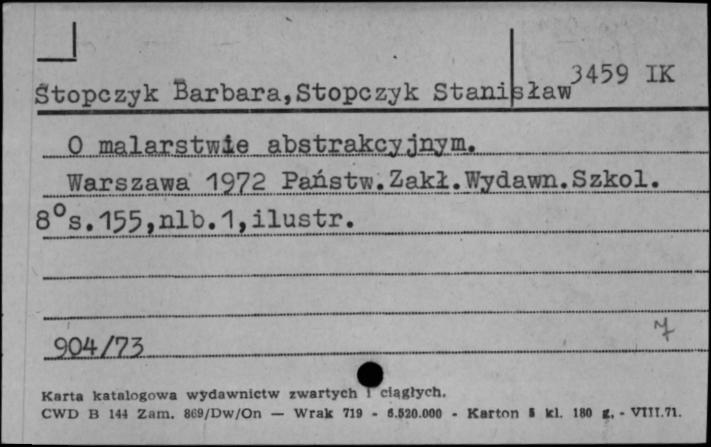 3459 IK
Stopczyk Barbara,Stopczyk Stanisław
O malarstwie abstrakcyjnym.
Warszawa 1972 Państw.Zakł.Wydawn.Szkol.
8°s.155,nlb.1,ilustr.
7
904/73
Karta katalogowa wydawnictw zwartych i ciągłych.
CWD B 144 Zam. 869/Dw/On — Wrak 719 - 6.520.000 - Karton 5 kl. 180 g. - VIII.71.